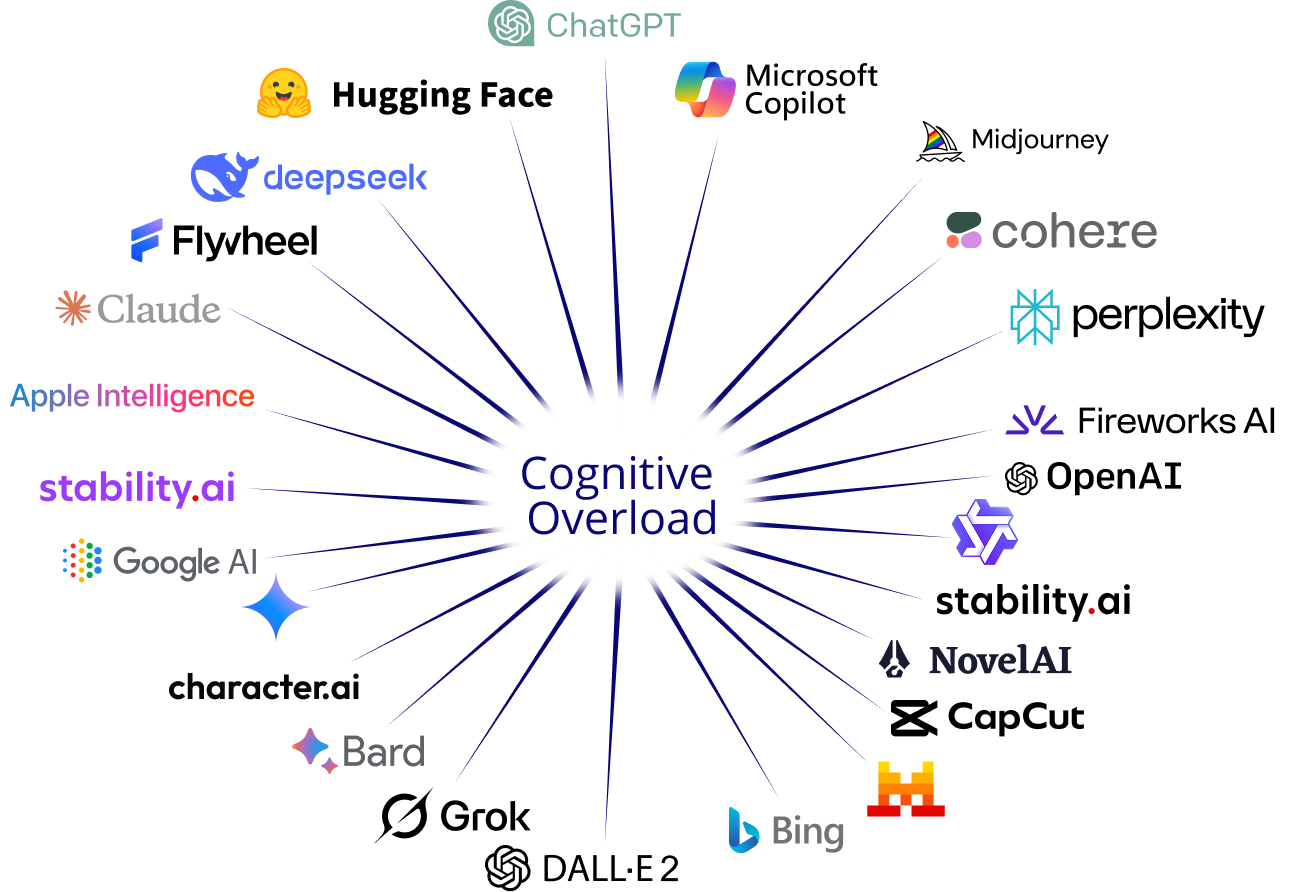 ChatGPT
Hugging Face
Microsoft
Copilot
Midjourney
deepseek
cohere
Flywheel
Claude
perplexity
Apple Intelligence
Fireworks AI
Cognitive
Overload
stability.ai
OpenAI
Google AI
stability.ai
NovelAI
character.ai
CapCut
Bard
Grok
Bing
DALL·E 2